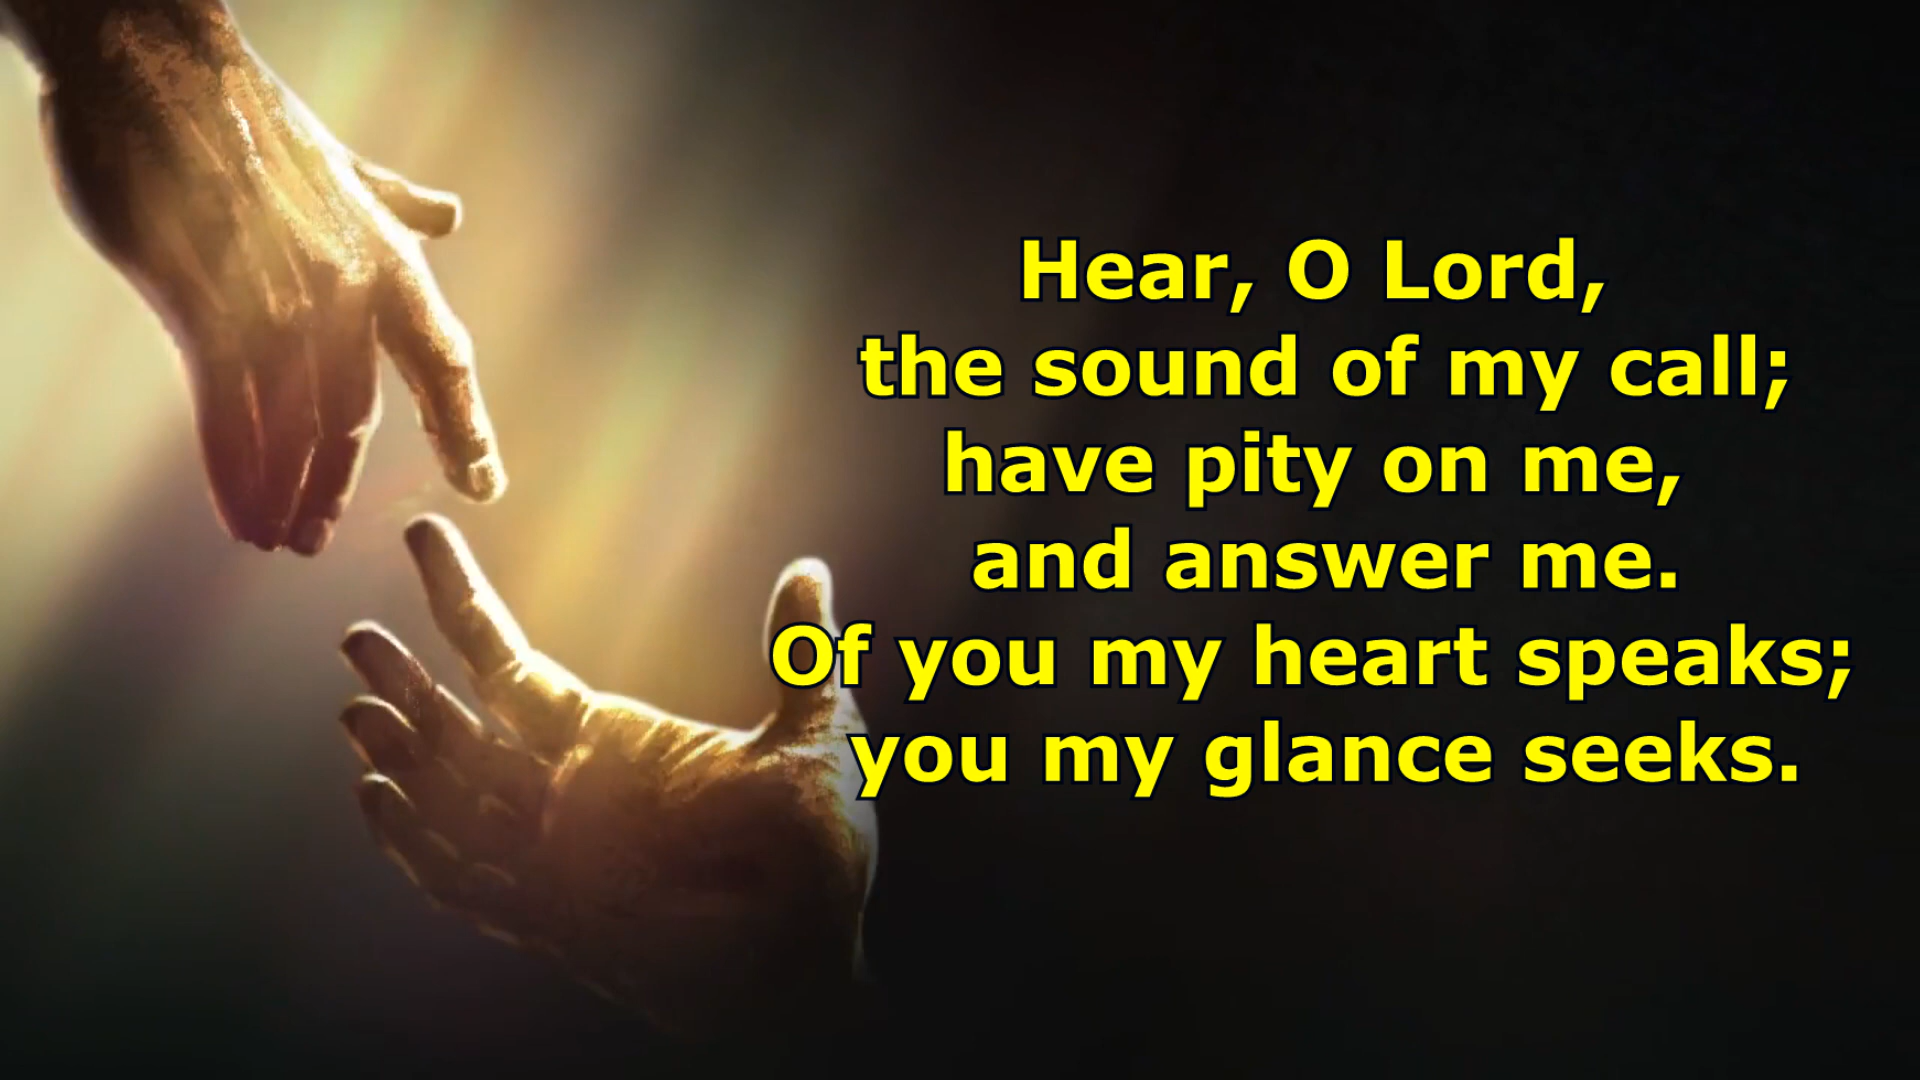 Hear, O Lord,
the sound of my call;
have pity on me,
and answer me.
Of you my heart speaks;
you my glance seeks.